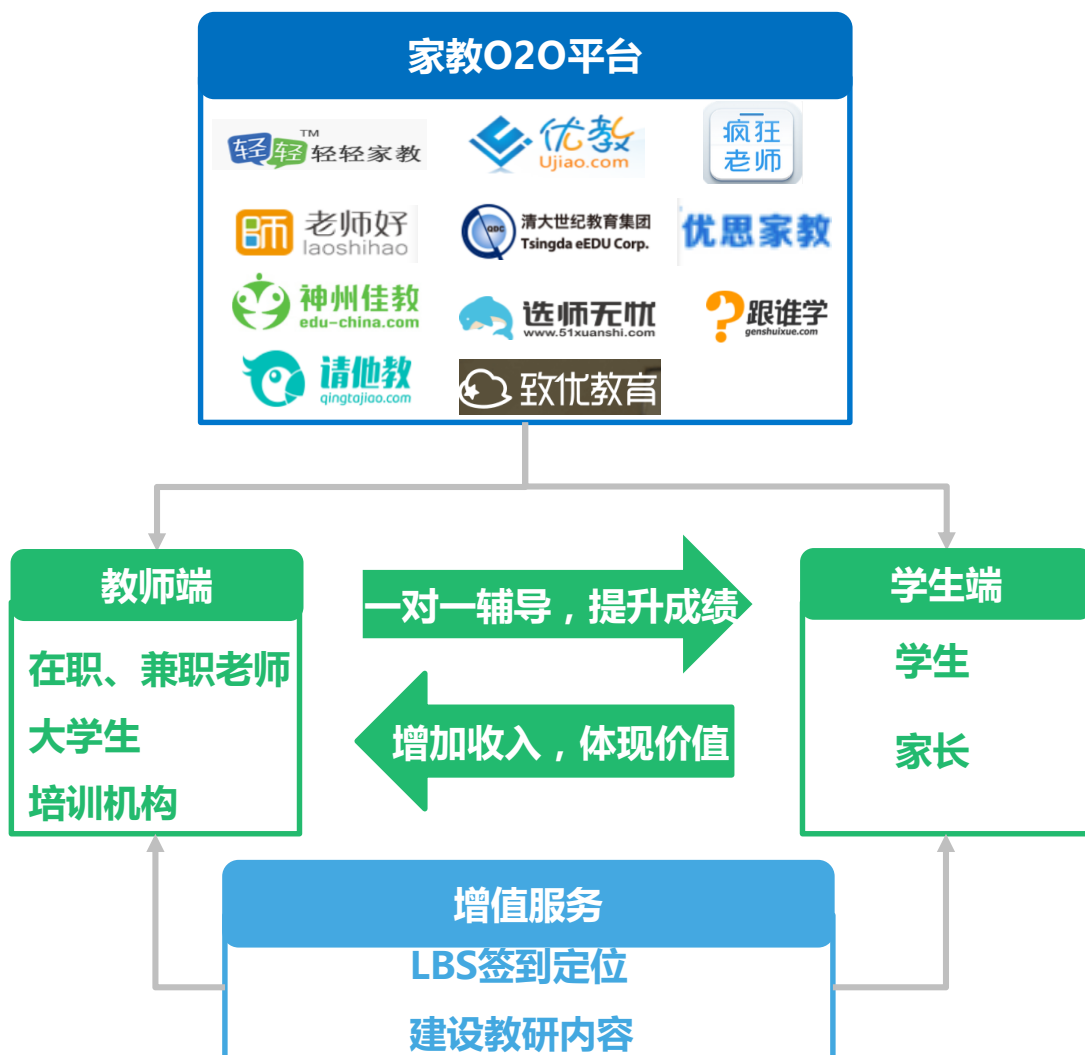 家教O2O平台
轻轻 TM 轻轻家教
优教
Ujiao.com
疯狂
老师
師 老师好
laoshihao
QDC 清大世纪教育集团
Tsingda eEDU Corp.
优思家教
神州佳教
edu-china.com
选师无忧
www.51xuanshi.com
跟谁学
genshuixue.com
请他教
qingtajiao.com
致优教育
教师端
在职、兼职老师
大学生
培训机构
一对一辅导，提升成绩
增加收入，体现价值
学生端
学生
家长
增值服务
LBS签到定位
建设教研内容